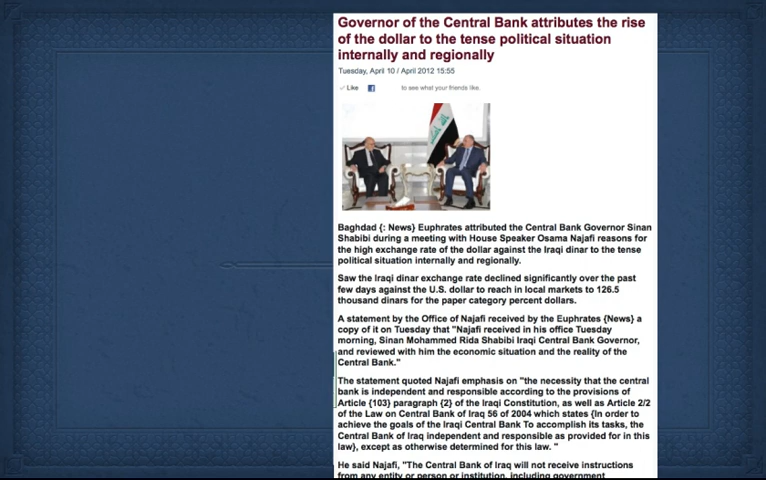 Governor of the Central Bank attributes the rise
of the dollar to the tense political situation
internally and regionally
Tuesday, April 10 / April 2012 15:55
Like
to see what your friends like.
Baghdad {: News} Euphrates attributed the Central Bank Governor Sinan
Shabibi during a meeting with House Speaker Osama Najafi reasons for
the high exchange rate of the dollar against the Iraqi dinar to the tense
political situation internally and regionally.
Saw the Iraqi dinar exchange rate declined significantly over the past
few days against the U.S. dollar to reach in local markets to 126.5
thousand dinars for the paper category percent dollars.
A statement by the Office of Najafi received by the Euphrates {News} a
copy of it on Tuesday that "Najafi received in his office Tuesday
morning, Sinan Mohammed Rida Shabibi Iraqi Central Bank Governor,
and reviewed with him the economic situation and the reality of the
Central Bank."
The statement quoted Najafi emphasis on "the necessity that the central
bank is independent and responsible according to the provisions of
Article {103} paragraph {2} of the Iraqi Constitution, as well as Article 2/2
of the Law on Central Bank of Iraq 56 of 2004 which states {In order to
achieve the goals of the Iraqi Central Bank To accomplish its tasks, the
Central Bank of Iraq independent and responsible as provided for in this
law}, except as otherwise determined for this law. "
He said Najafi, "The Central Bank of Iraq will not receive instructions
from any entity or person or institution, including government